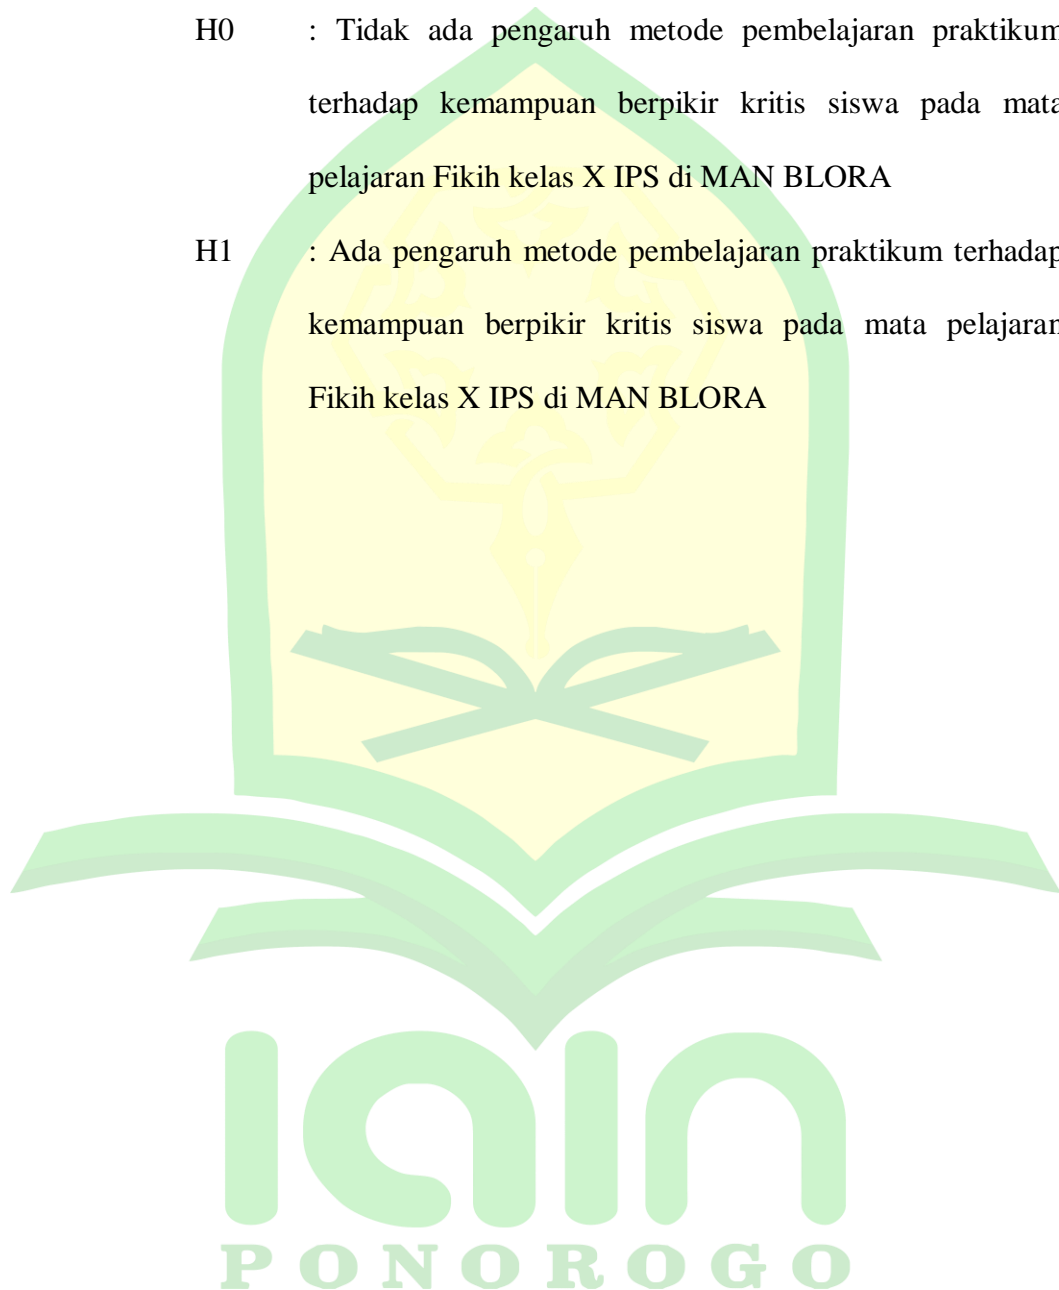 H0 : Tidak ada pengaruh metode pembelajaran praktikum
terhadap kemampuan berpikir kritis siswa pada mata
pelajaran Fikih kelas X IPS di MAN BLORA
H1 : Ada pengaruh metode pembelajaran praktikum terhadap
kemampuan berpikir kritis siswa pada mata pelajaran
Fikih kelas X IPS di MAN BLORA
iain
PONOROGO